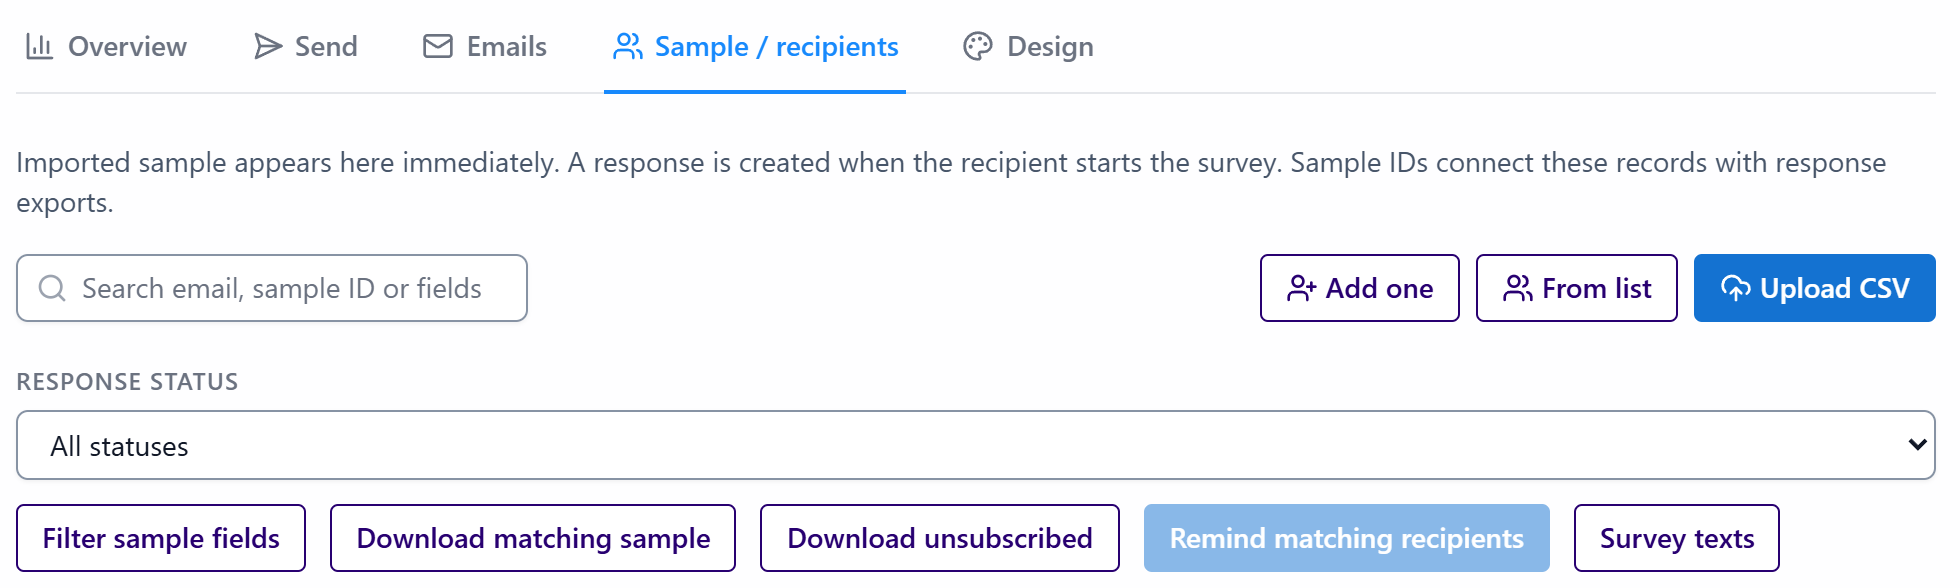 Overview Send Emails Sample / recipients Design
Imported sample appears here immediately. A response is created when the recipient starts the survey. Sample IDs connect these records with response
exports.
Search email, sample ID or fields Add one From list Upload CSV
RESPONSE STATUS
All statuses
Filter sample fields Download matching sample Download unsubscribed Remind matching recipients Survey texts